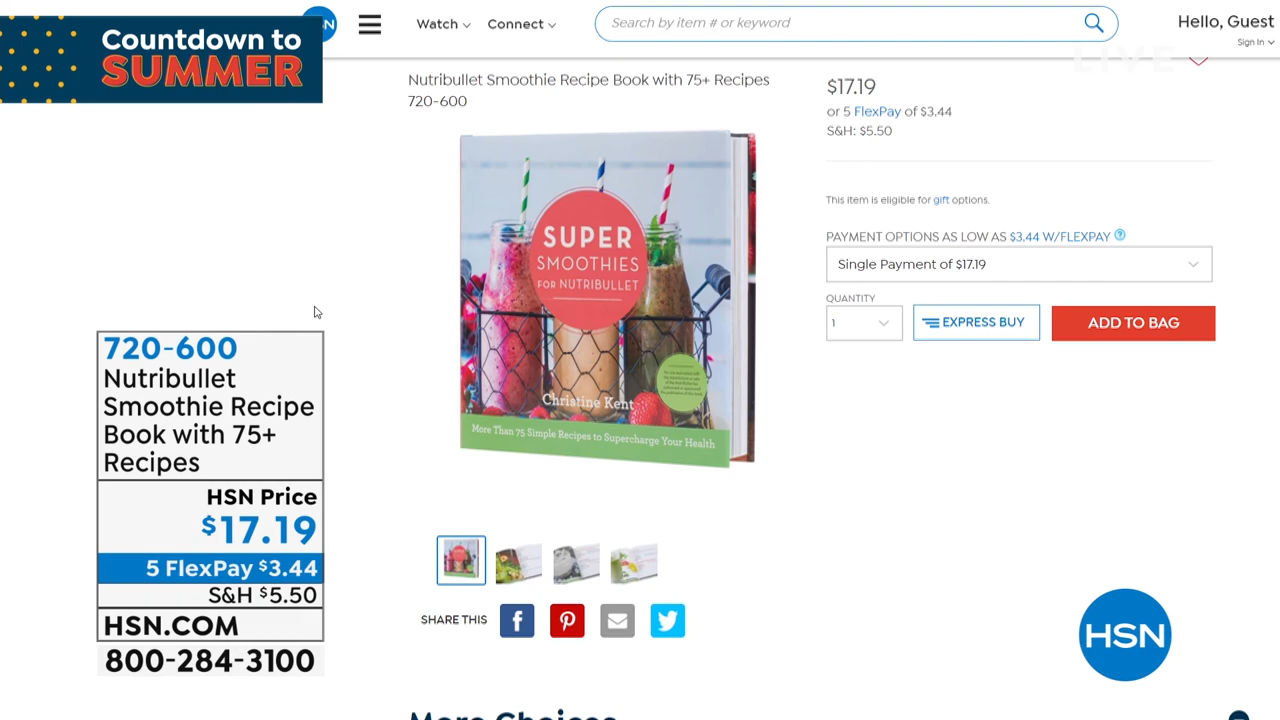 Countdown to
SUMMER
Watch
Connect
Search by item # or keyword
Hello, Guest
Sign In
LIVE
Nutribullet Smoothie Recipe Book with 75+ Recipes
720-600
$17.19
or 5 FlexPay of $3.44
S&H: $5.50
This item is eligible for gift options.
PAYMENT OPTIONS AS LOW AS $3.44 W/FLEXPAY
Single Payment of $17.19
QUANTITY
1
EXPRESS BUY
ADD TO BAG
SUPER
SMOOTHIES
FOR NUTRIBULLET
Christine Kent
More Than 75 Simple Recipes to Supercharge Your Health
720-600
Nutribullet
Smoothie Recipe
Book with 75+
Recipes
HSN Price
$17.19
5 FlexPay $3.44
S&H $5.50
HSN.COM
800-284-3100
SHARE THIS
HSN